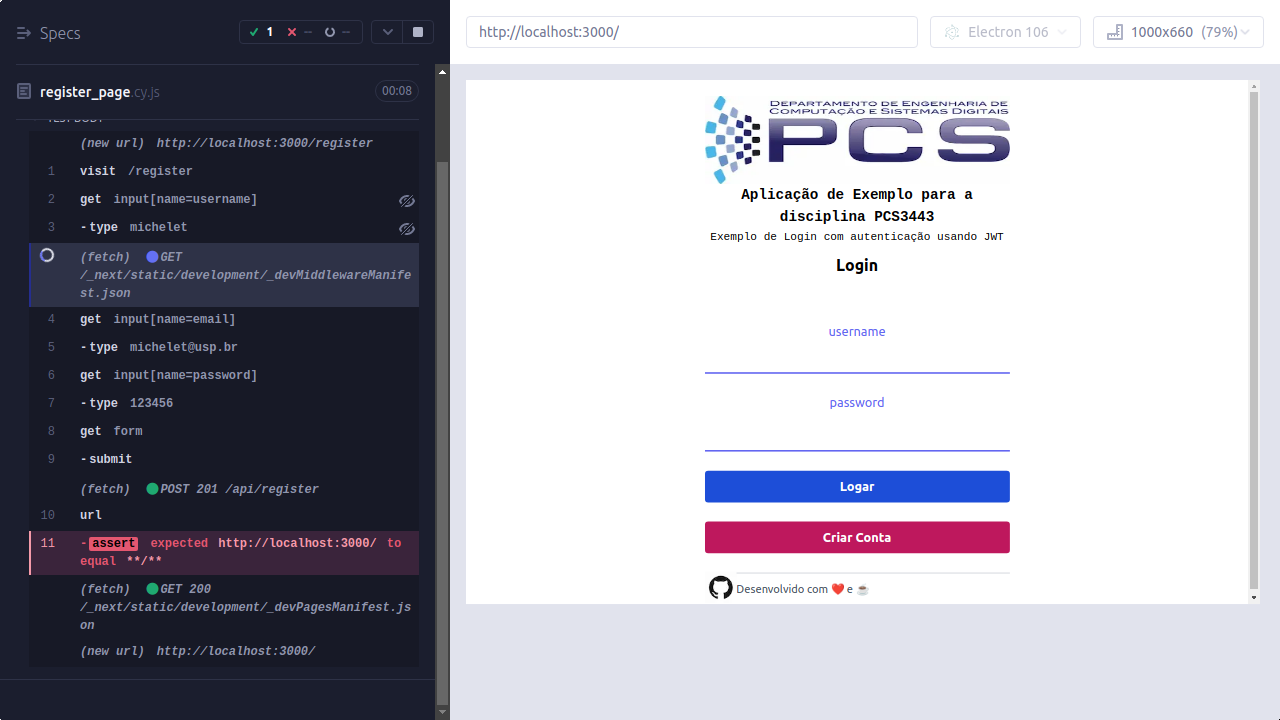 Specs
1
--
--
http://localhost:3000/
Electron 106
1000x660 (79%)
register_page.cy.js
00:08
TEST BODY
(new url) http://localhost:3000/register
1 visit /register
2 get input[name=username]
3 -type michelet
(fetch) GET
/_next/static/development/_devMiddlewareManife
st.json
4 get input[name=email]
5 -type michelet@usp.br
6 get input[name=password]
7 -type 123456
8 get form
9 -submit
(fetch) POST 201 /api/register
10 url
11 -assert expected http://localhost:3000/ to
equal **/**
(fetch) GET 200
/_next/static/development/_devPagesManifest.js
on
(new url) http://localhost:3000/
Departamento de Engenharia de
Computação e Sistemas Digitais
PCS
Aplicação de Exemplo para a
disciplina PCS3443
Exemplo de Login com autenticação usando JWT
Login
username
password
Logar
Criar Conta
Desenvolvido com ❤️ e ☕